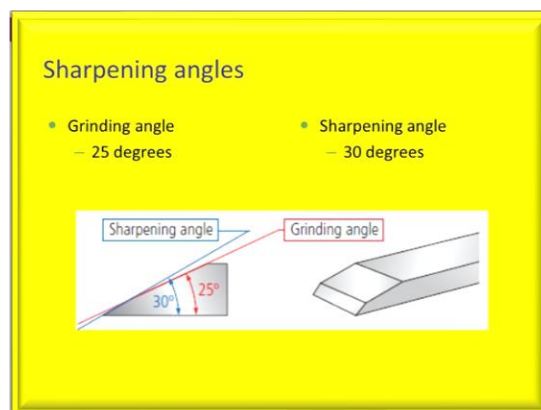 Sharpening angles
• Grinding angle
– 25 degrees
• Sharpening angle
– 30 degrees
Sharpening angle
Grinding angle
30°
25°